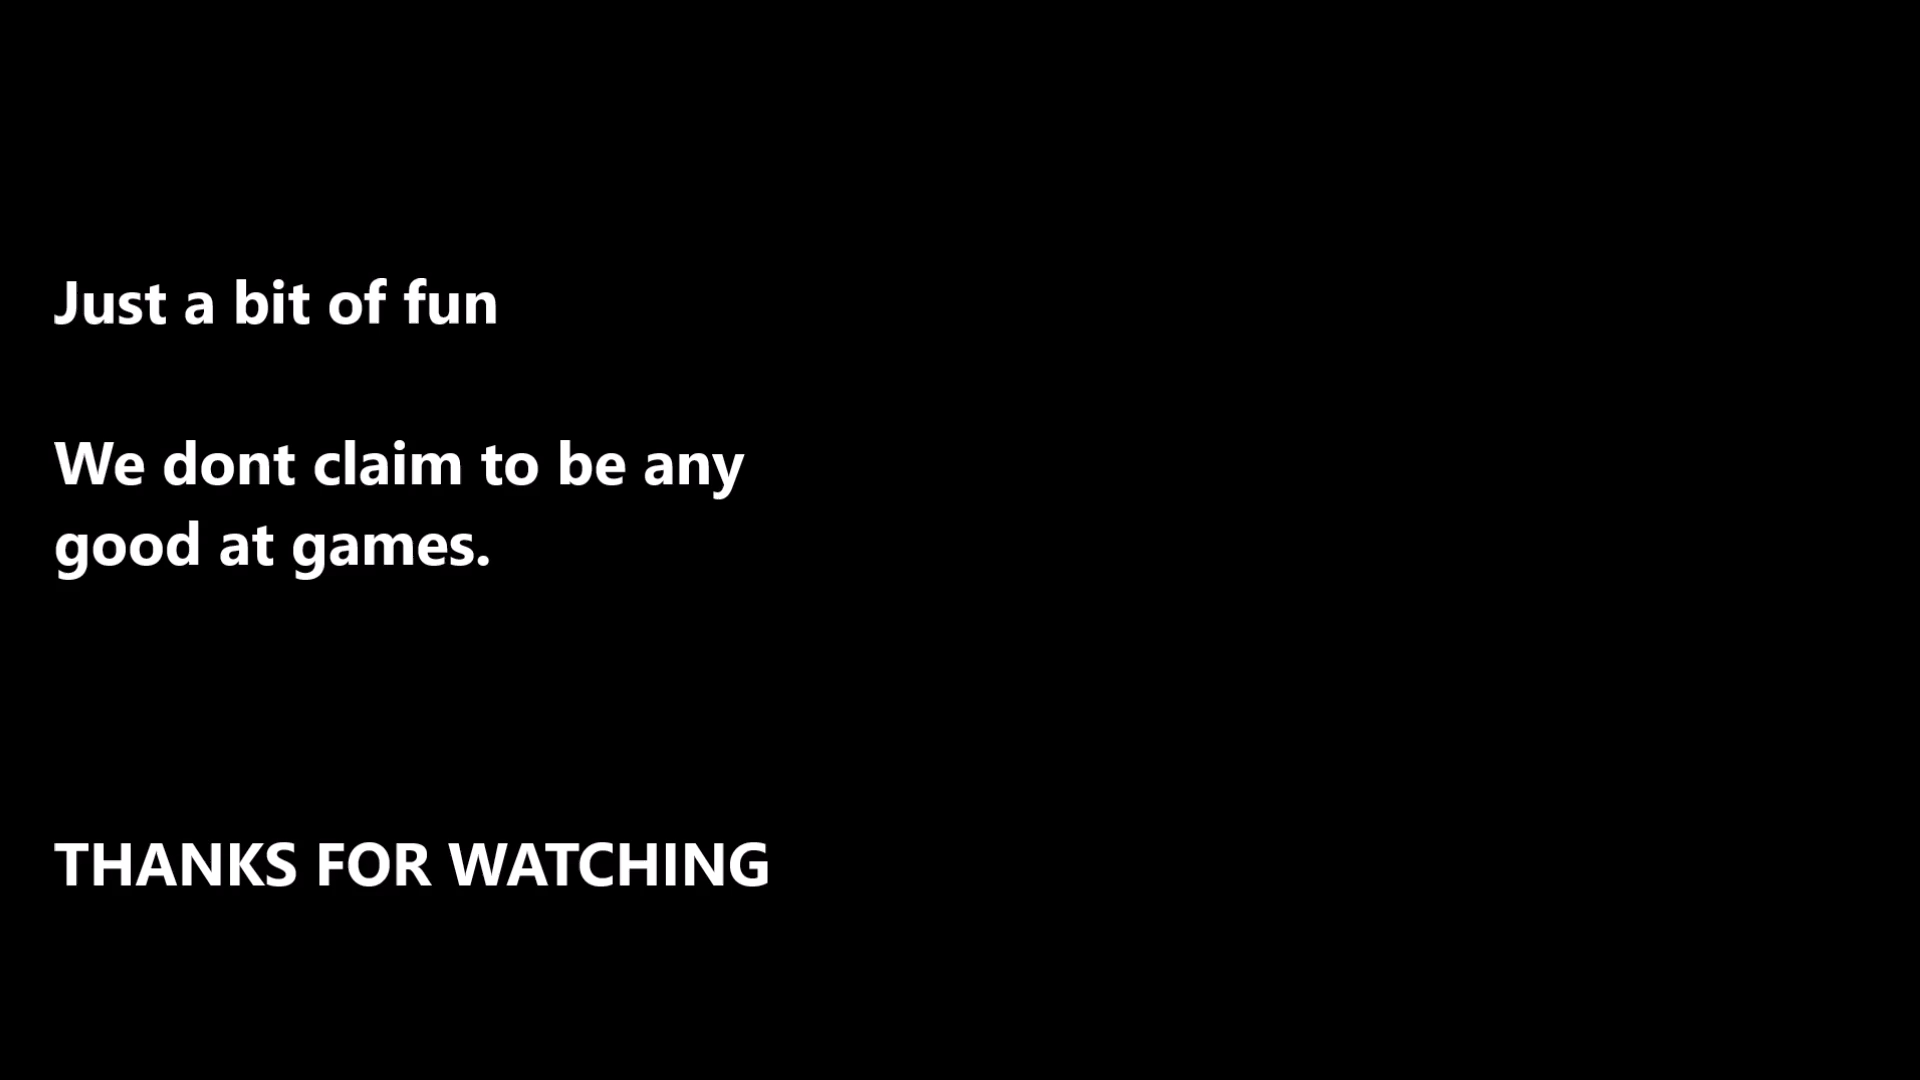 Just a bit of fun
We dont claim to be any
good at games.
THANKS FOR WATCHING